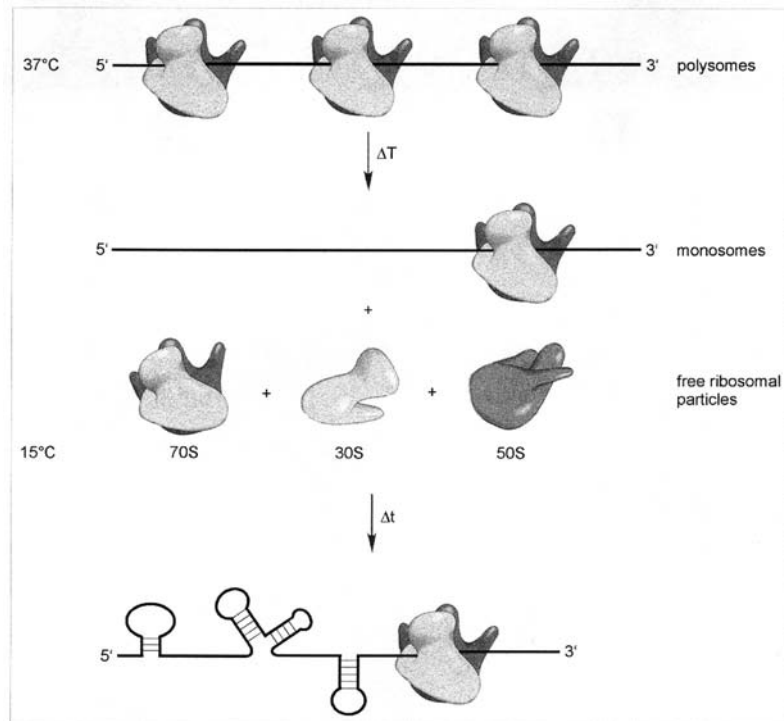 37°C 5' 3' polysomes
ΔT
5' 3' monosomes
+
+ + free ribosomal
particles
15°C 70S 30S 50S
Δt
5' 3'